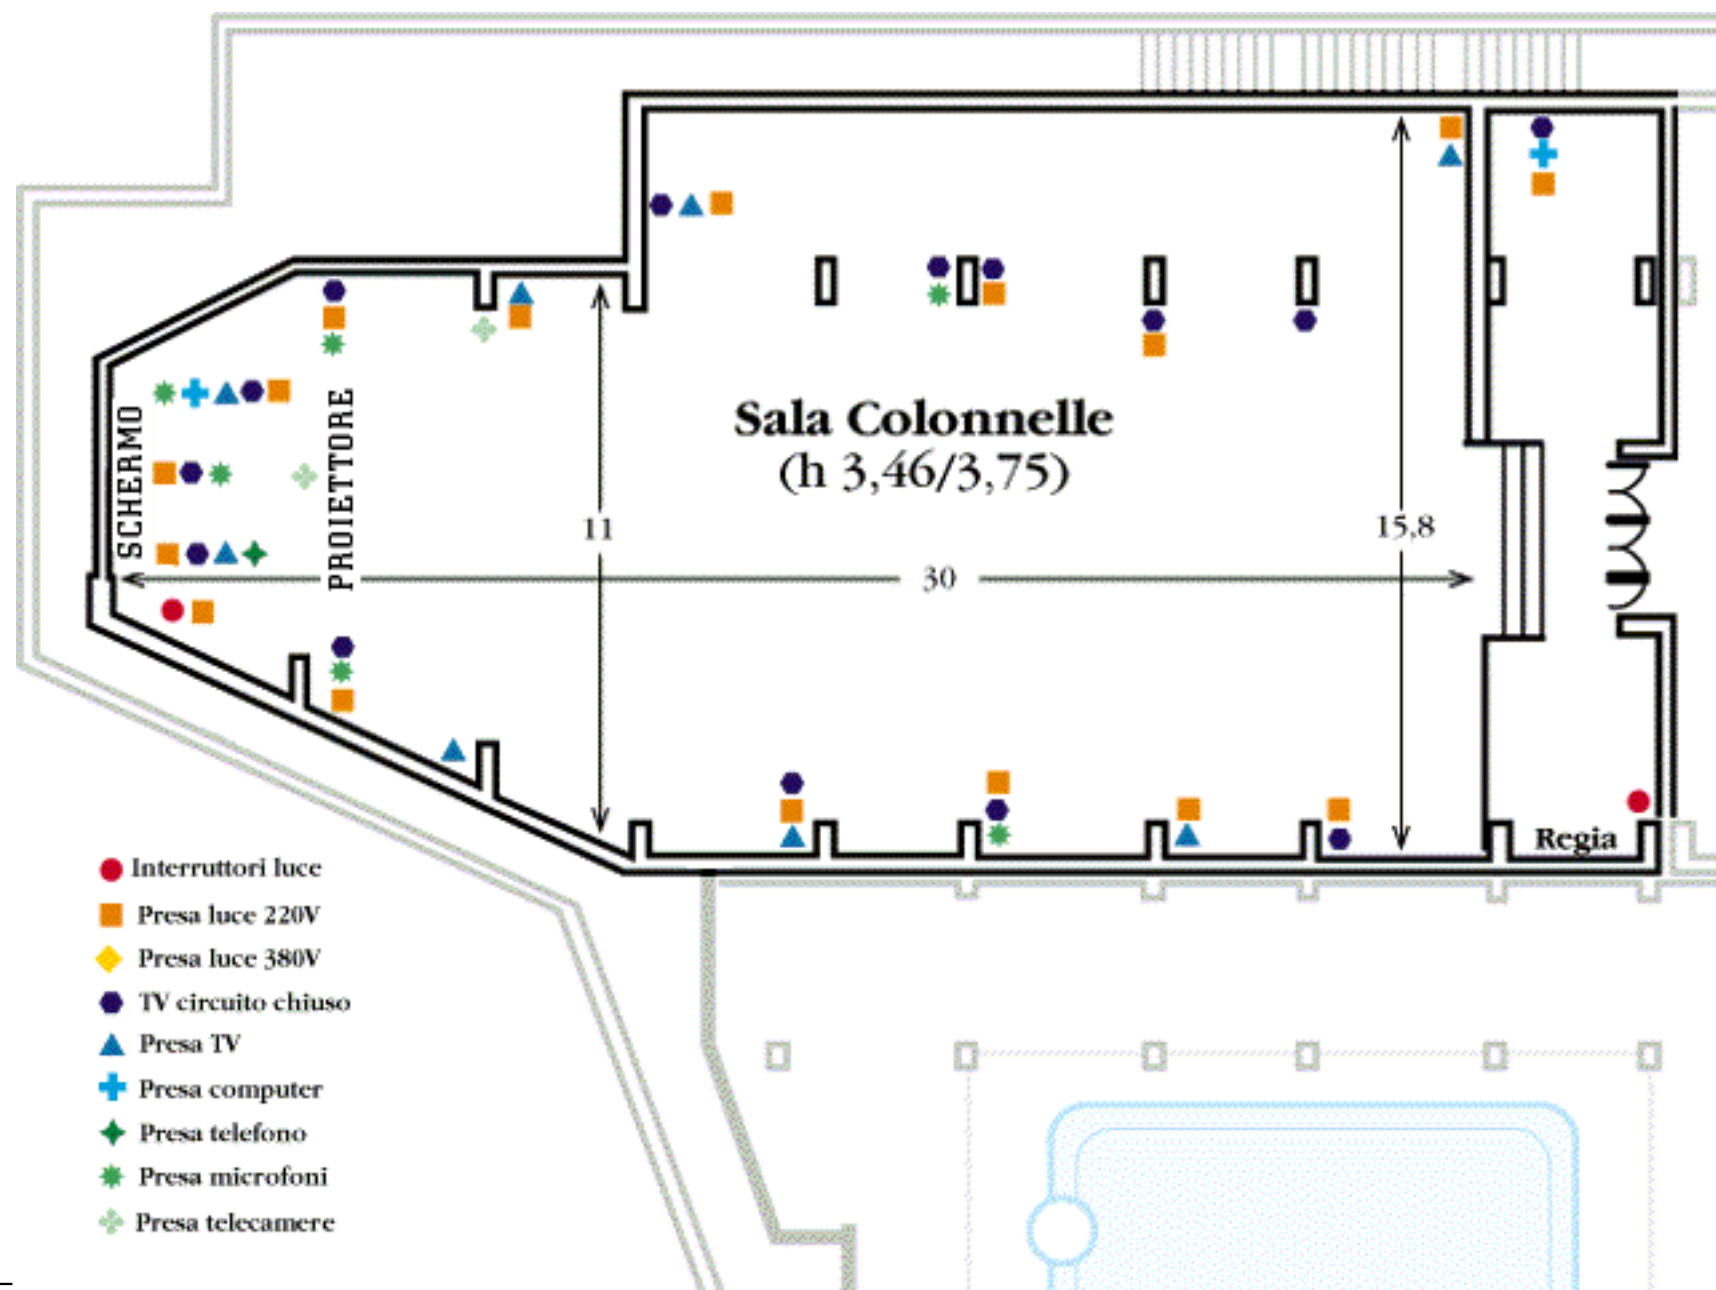 Sala Colonnelle
(h 3,46/3,75)
SCHERMO
PROIETTORE
11
15,8
30
Regia
Interruttori luce
Presa luce 220V
Presa luce 380V
TV circuito chiuso
Presa TV
Presa computer
Presa telefono
Presa microfoni
Presa telecamere